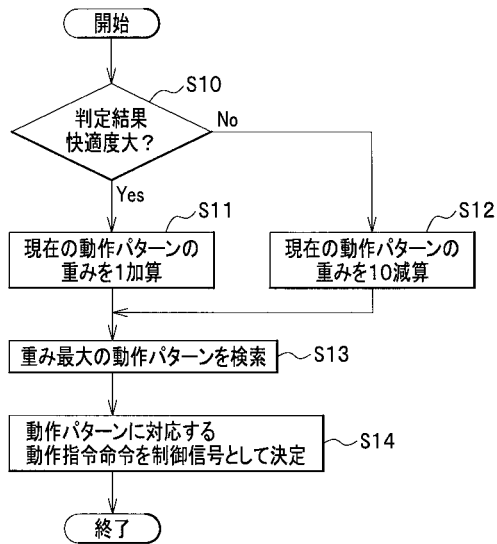 開始
S10
判定結果
快適度大?
No
Yes
S11
現在の動作パターンの
重みを1加算
S12
現在の動作パターンの
重みを10減算
重み最大の動作パターンを検索
S13
動作パターンに対応する
動作指令命令を制御信号として決定
S14
終了